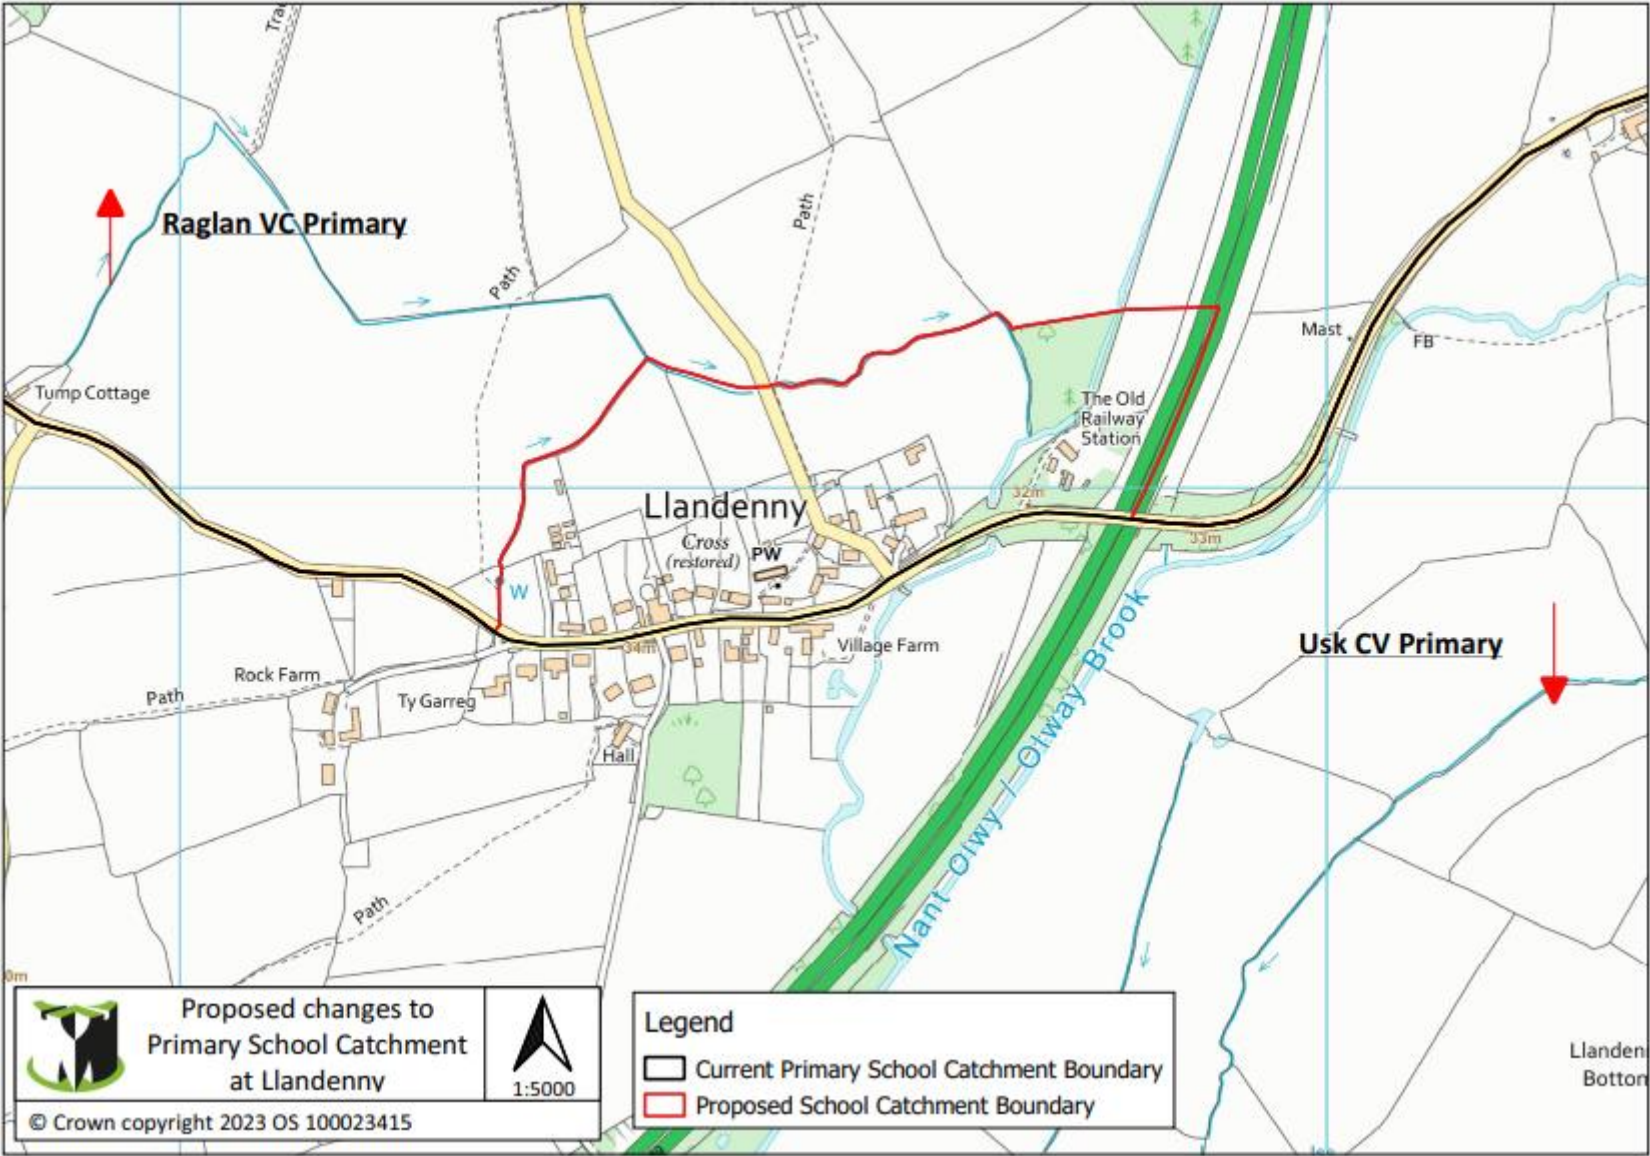 Path
Raglan VC Primary
Path
Mast
FB
Tump Cottage
The Old
Railway
Station
Llandenny
32m
Cross
(restored)
PW
33m
W
34m
Village Farm
Usk CV Primary
Rock Farm
Path
Ty Garreg
Hall
Nant Olwy / Olway Brook
Path
0m
Proposed changes to
Primary School Catchment
at Llandenny
1:5000
© Crown copyright 2023 OS 100023415
Legend
Current Primary School Catchment Boundary
Proposed School Catchment Boundary